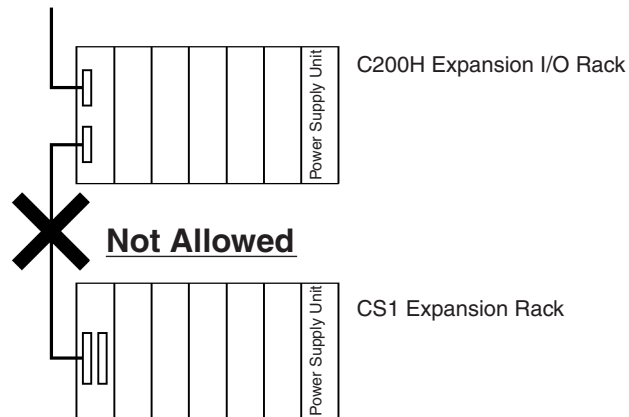 Power Supply Unit
C200H Expansion I/O Rack
Not Allowed
Power Supply Unit
CS1 Expansion Rack